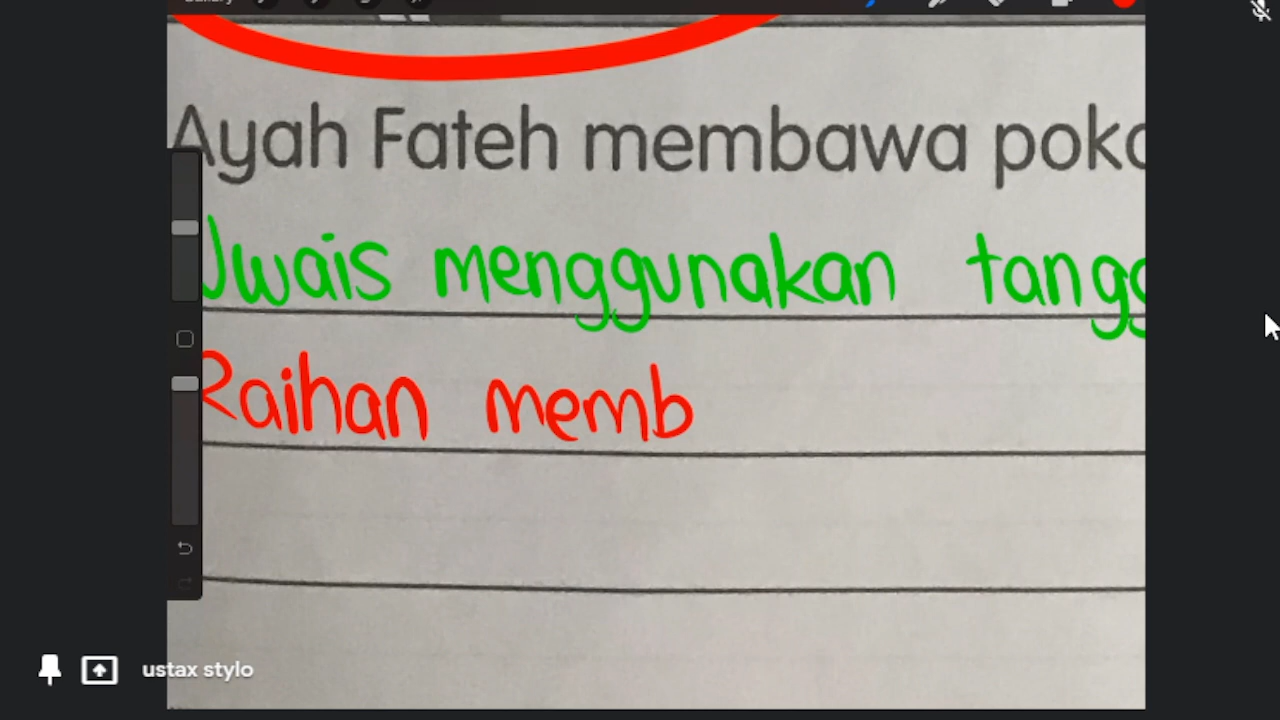 Ayah Fateh membawa poko
Uwais menggunakan tangg
Raihan memb
ustax stylo